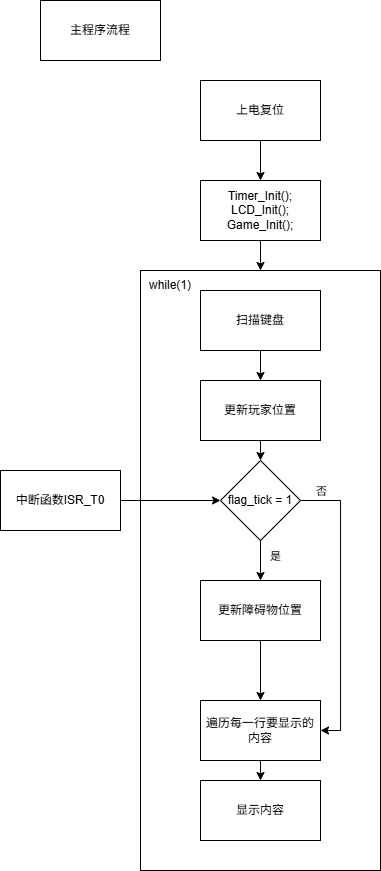 主程序流程
上电复位
Timer_Init();
LCD_Init();
Game_Init();
while(1)
扫描键盘
更新玩家位置
中断函数ISR_T0
flag_tick = 1
否
是
更新障碍物位置
遍历每一行要显示的
内容
显示内容